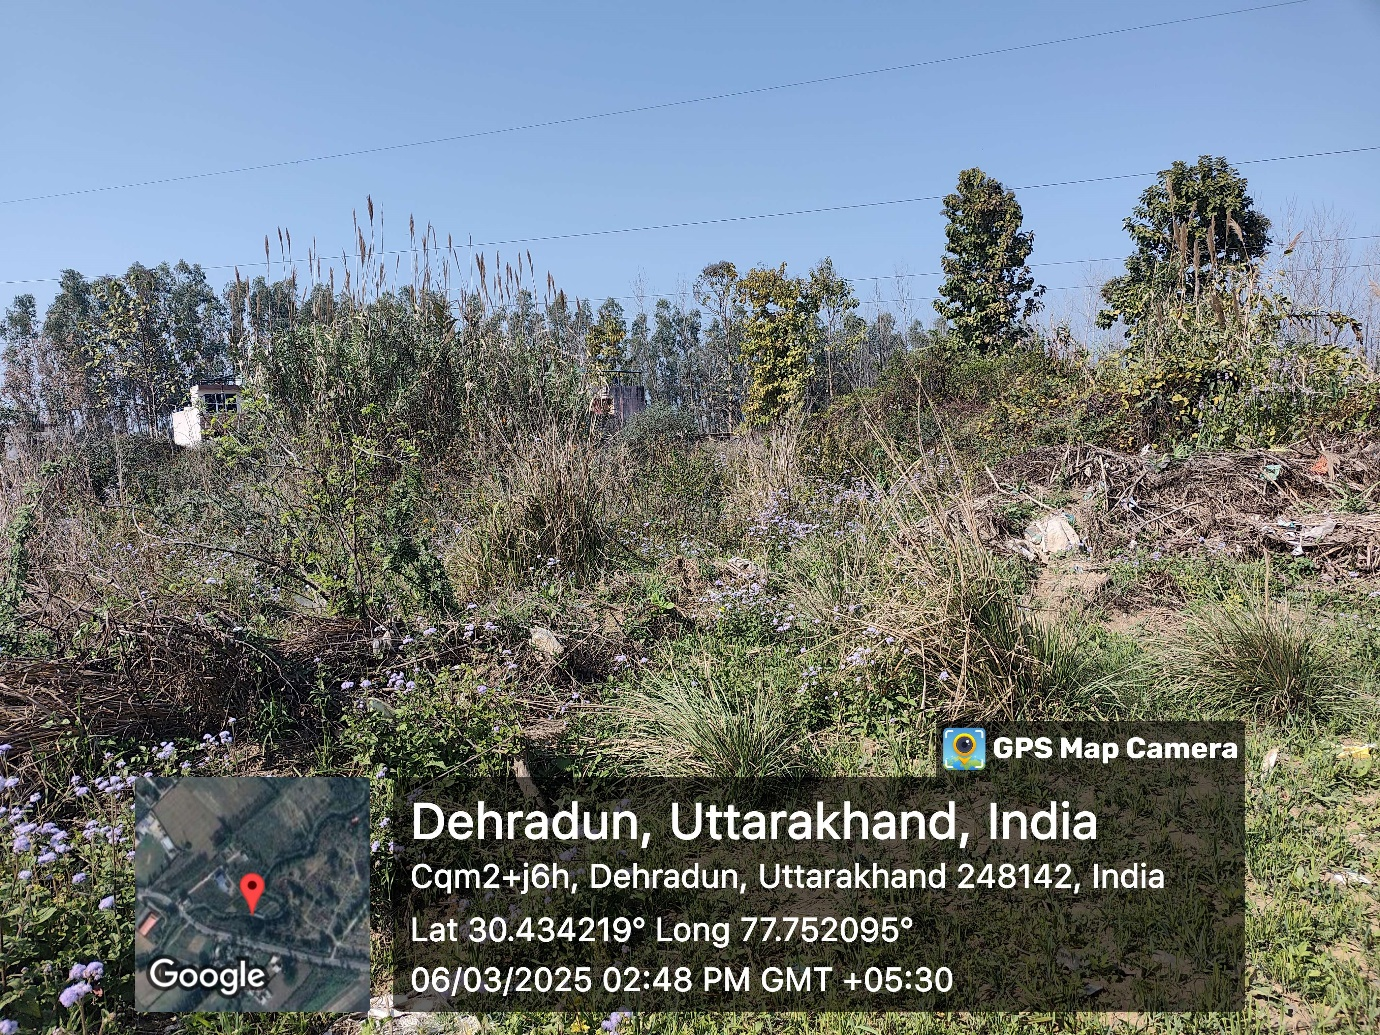 GPS Map Camera
Dehradun, Uttarakhand, India
Cqm2+j6h, Dehradun, Uttarakhand 248142, India
Lat 30.434219° Long 77.752095°
06/03/2025 02:48 PM GMT +05:30
Google